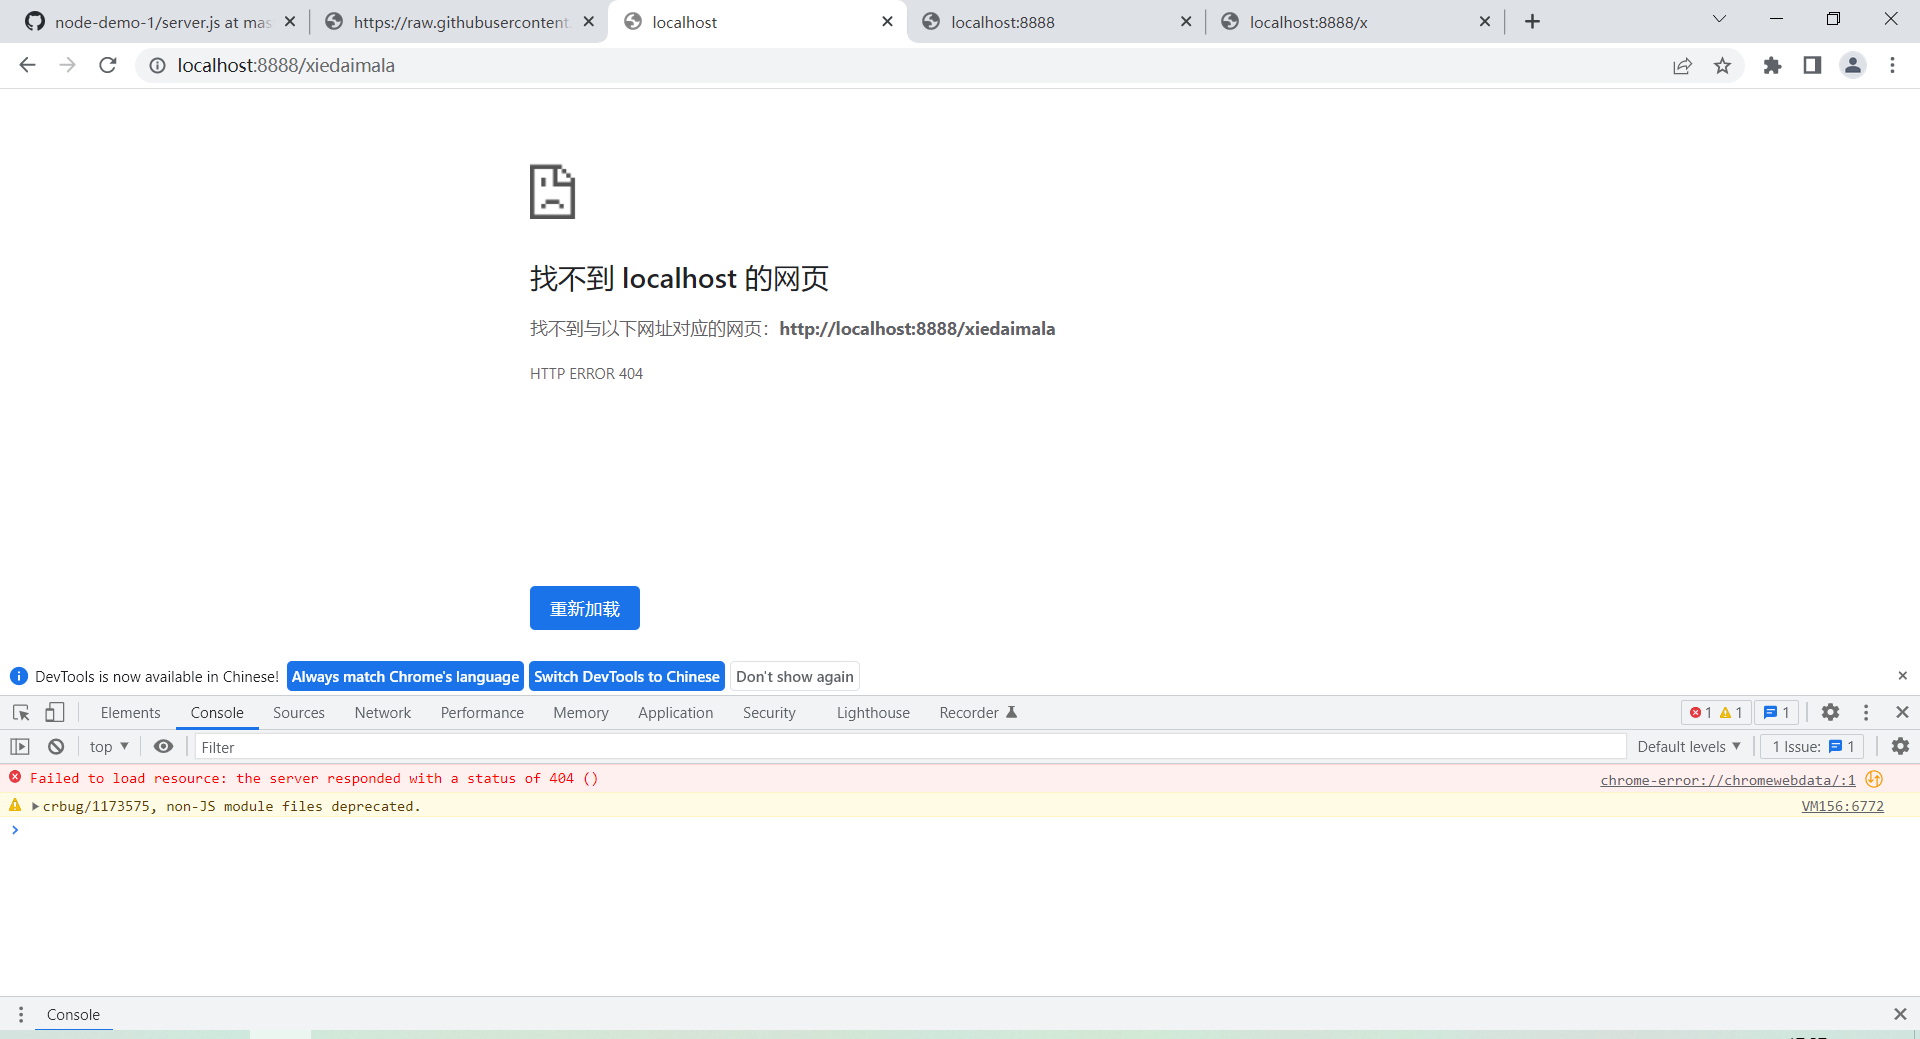 node-demo-1/server.js at mas
https://raw.githubusercontent.
localhost
localhost:8888
localhost:8888/x
localhost:8888/xiedaimala
找不到 localhost 的网页
找不到与以下网址对应的网页：http://localhost:8888/xiedaimala
HTTP ERROR 404
重新加载
DevTools is now available in Chinese! Always match Chrome's language Switch DevTools to Chinese Don't show again
Elements Console Sources Network Performance Memory Application Security Lighthouse Recorder 1 1 1
top Filter Default levels 1 Issue: 1
Failed to load resource: the server responded with a status of 404 () chrome-error://chromewebdata/:1
crbug/1173575, non-JS module files deprecated. VM156:6772
Console